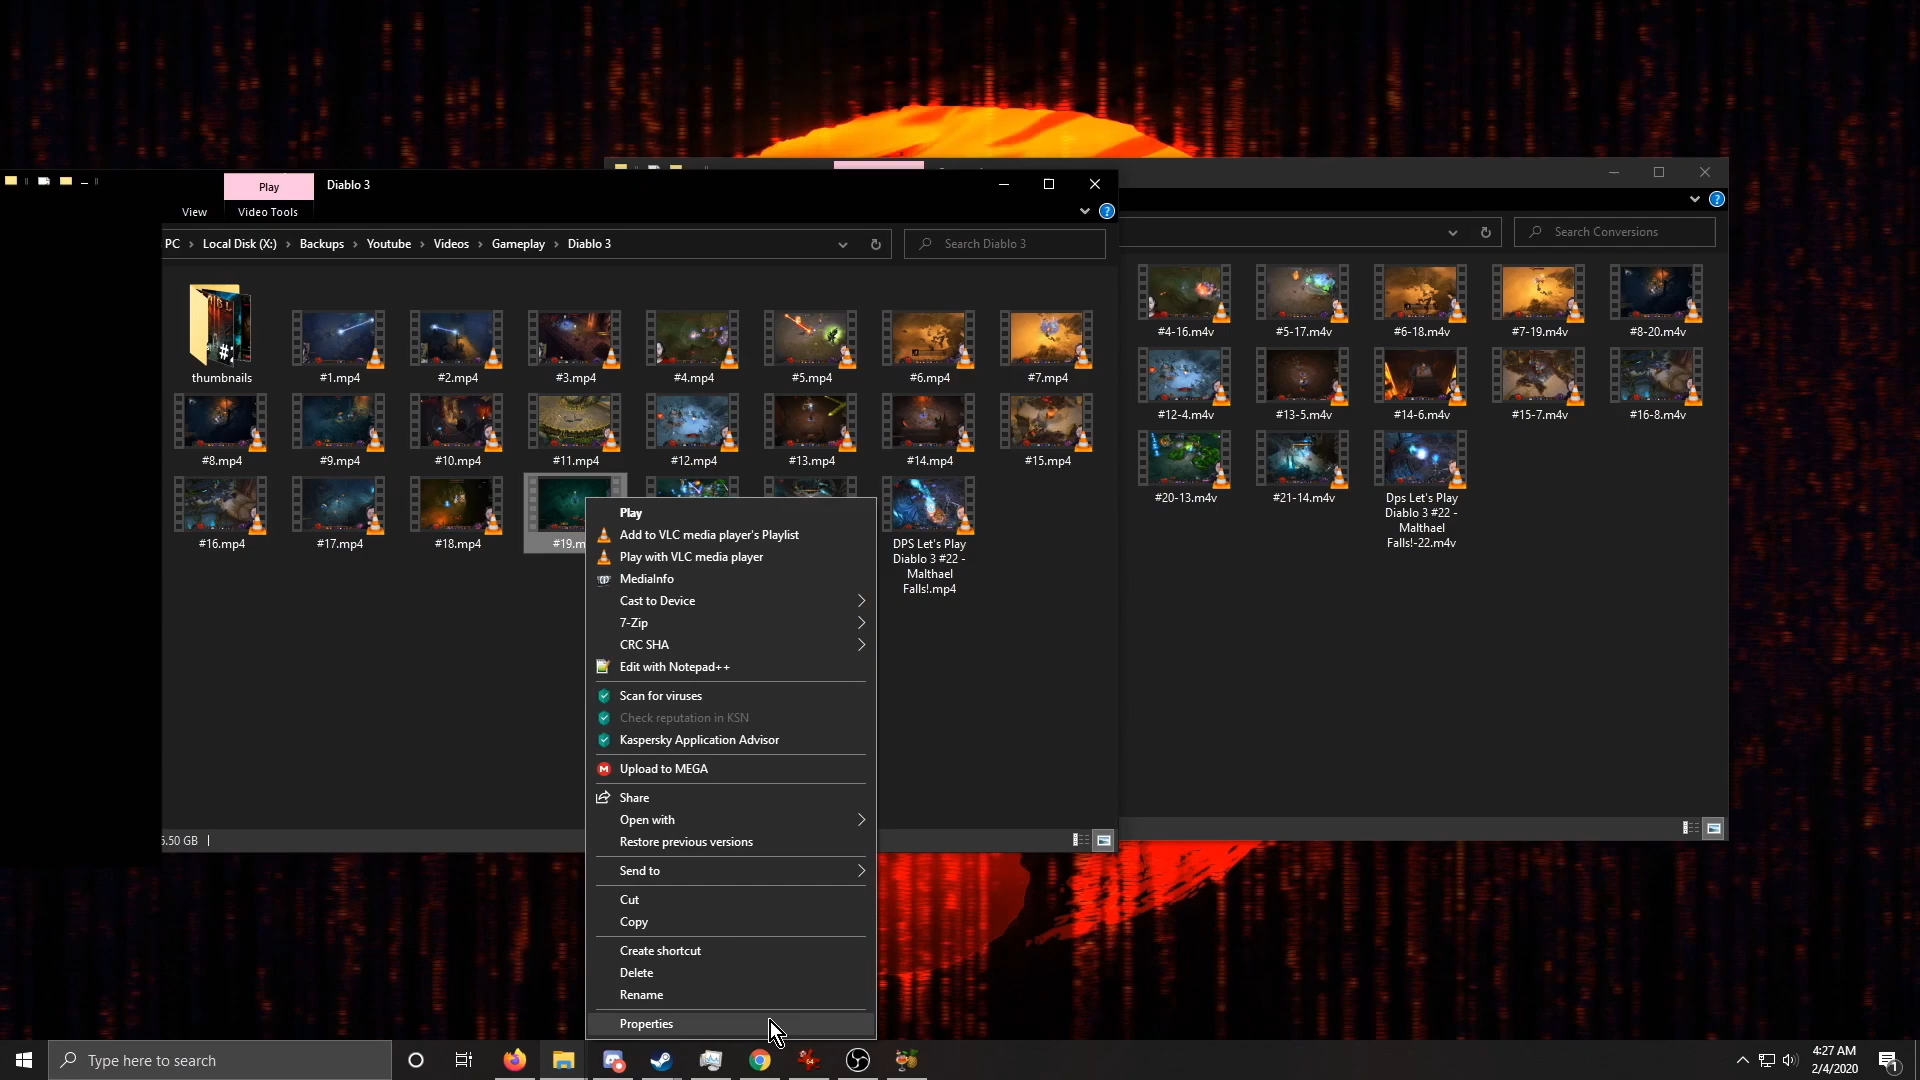 Play
Diablo 3
View
Video Tools
PC
Local Disk (X:)
Backups
Youtube
Videos
Gameplay
Diablo 3
Search Diablo 3
Search Conversions
thumbnails
#1.mp4
#2.mp4
#3.mp4
#4.mp4
#5.mp4
#6.mp4
#7.mp4
#8.mp4
#9.mp4
#10.mp4
#11.mp4
#12.mp4
#13.mp4
#14.mp4
#15.mp4
#16.mp4
#17.mp4
#18.mp4
#19.m
DPS Let's Play
Diablo 3 #22 -
Malthael
Falls!.mp4
#4-16.m4v
#5-17.m4v
#6-18.m4v
#7-19.m4v
#8-20.m4v
#12-4.m4v
#13-5.m4v
#14-6.m4v
#15-7.m4v
#16-8.m4v
#20-13.m4v
#21-14.m4v
Dps Let's Play
Diablo 3 #22 -
Malthael
Falls!-22.m4v
Play
Add to VLC media player's Playlist
Play with VLC media player
MediaInfo
Cast to Device
7-Zip
CRC SHA
Edit with Notepad++
Scan for viruses
Check reputation in KSN
Kaspersky Application Advisor
Upload to MEGA
Share
Open with
Restore previous versions
Send to
Cut
Copy
Create shortcut
Delete
Rename
Properties
.50 GB
Type here to search
4:27 AM
2/4/2020
1